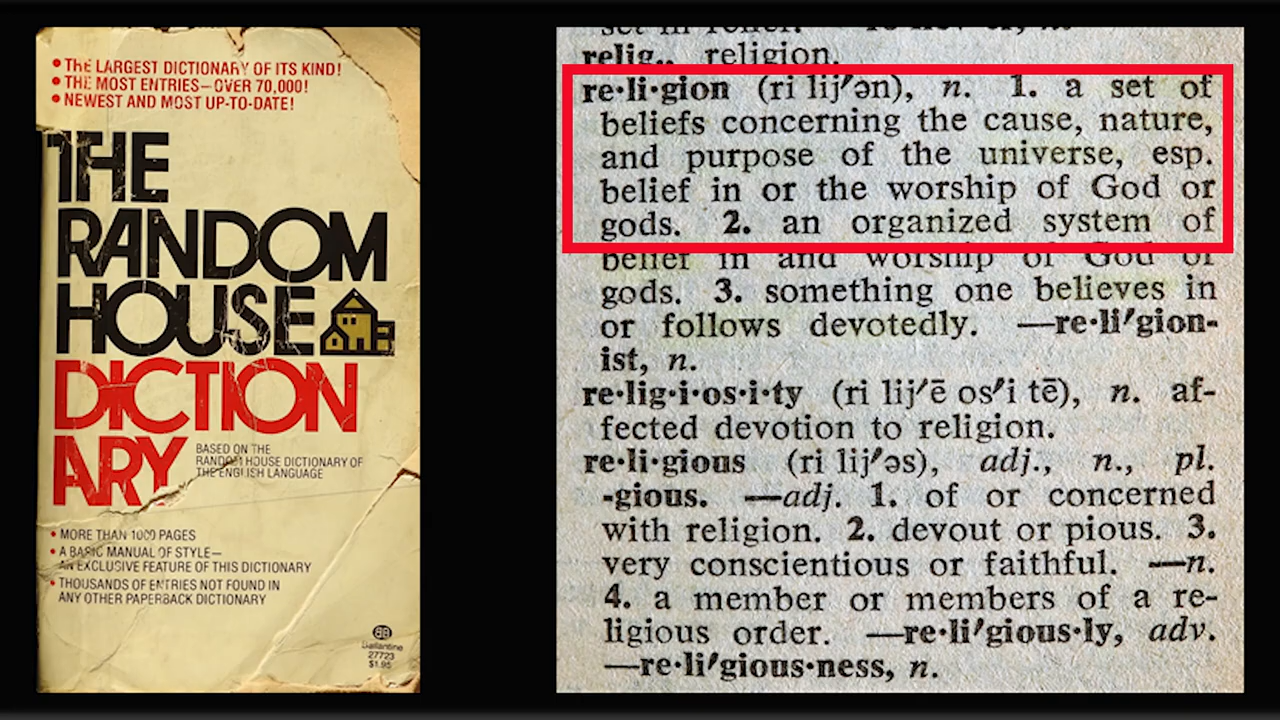 • THE LARGEST DICTIONARY OF ITS KIND!
• THE MOST ENTRIES—OVER 70,000!
• NEWEST AND MOST UP-TO-DATE!
THE
RANDOM
HOUSE
DICTION
ARY
BASED ON THE
RANDOM HOUSE DICTIONARY OF
THE ENGLISH LANGUAGE
• MORE THAN 1000 PAGES
• A BASIC MANUAL OF STYLE—
AN EXCLUSIVE FEATURE OF THIS DICTIONARY
• THOUSANDS OF ENTRIES NOT FOUND IN
ANY OTHER PAPERBACK DICTIONARY
BB
Ballantine
27723
$1.95
relig., religion.
re·li·gion (ri lij′ən), n. 1. a set of
beliefs concerning the cause, nature,
and purpose of the universe, esp.
belief in or the worship of God or
gods. 2. an organized system of
belief in and worship of God or
gods. 3. something one believes in
or follows devotedly. —re·li′gion-
ist, n.
re·lig·i·os·i·ty (ri lij′ē os′i tē), n. af-
fected devotion to religion.
re·li·gious (ri lij′əs), adj., n., pl.
-gious. —adj. 1. of or concerned
with religion. 2. devout or pious. 3.
very conscientious or faithful. —n.
4. a member or members of a re-
ligious order. —re·li′gious·ly, adv.
—re·li′gious·ness, n.